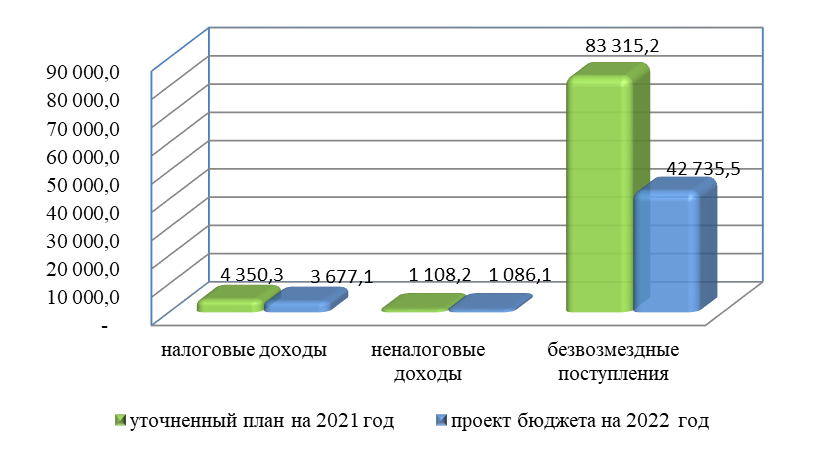 83 315,2
90 000,0
80 000,0
70 000,0
60 000,0
50 000,0
40 000,0
30 000,0
20 000,0
10 000,0
-
42 735,5
4 350,3
3 677,1
1 108,2
1 086,1
налоговые доходы
неналоговые
доходы
безвозмездные
поступления
уточненный план на 2021 год
проект бюджета на 2022 год